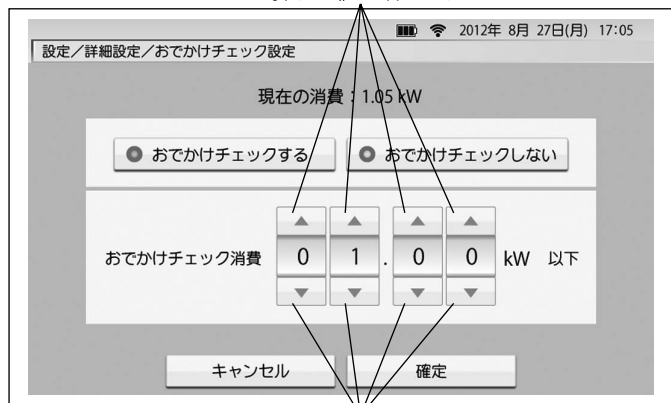 2012年 8月 27日(月) 17:05
設定／詳細設定／おでかけチェック設定
現在の消費：1.05 kW
おでかけチェックする おでかけチェックしない
おでかけチェック消費 0 1 . 0 0 kW 以下
キャンセル 確定